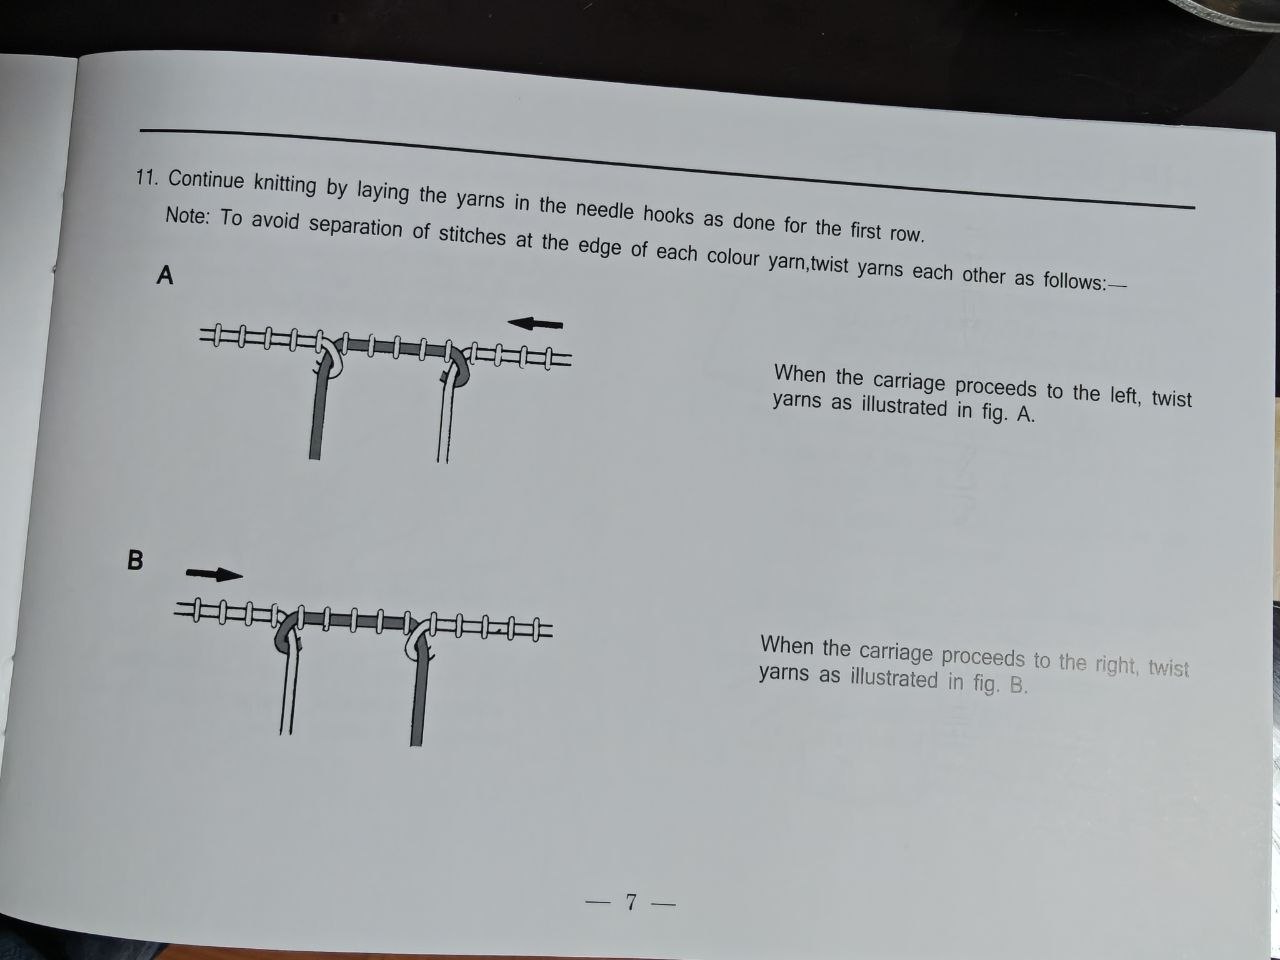 11. Continue knitting by laying the yarns in the needle hooks as done for the first row.
Note: To avoid separation of stitches at the edge of each colour yarn,twist yarns each other as follows:—
A
When the carriage proceeds to the left, twist
yarns as illustrated in fig. A.
B
When the carriage proceeds to the right, twist
yarns as illustrated in fig. B.
— 7 —